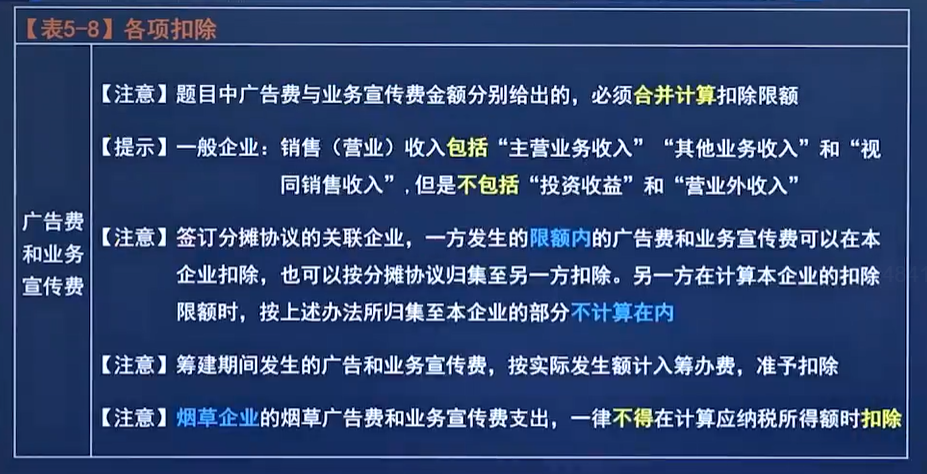 【表5-8】各项扣除
广告费
和业务
宣传费
【注意】题目中广告费与业务宣传费金额分别给出的，必须合并计算扣除限额
【提示】一般企业：销售（营业）收入包括“主营业务收入”“其他业务收入”和“视
同销售收入”,但是不包括“投资收益”和“营业外收入”
【注意】签订分摊协议的关联企业，一方发生的限额内的广告费和业务宣传费可以在本
企业扣除，也可以按分摊协议归集至另一方扣除。另一方在计算本企业的扣除
限额时，按上述办法所归集至本企业的部分不计算在内
【注意】筹建期间发生的广告和业务宣传费，按实际发生额计入筹办费，准予扣除
【注意】烟草企业的烟草广告费和业务宣传费支出，一律不得在计算应纳税所得额时扣除